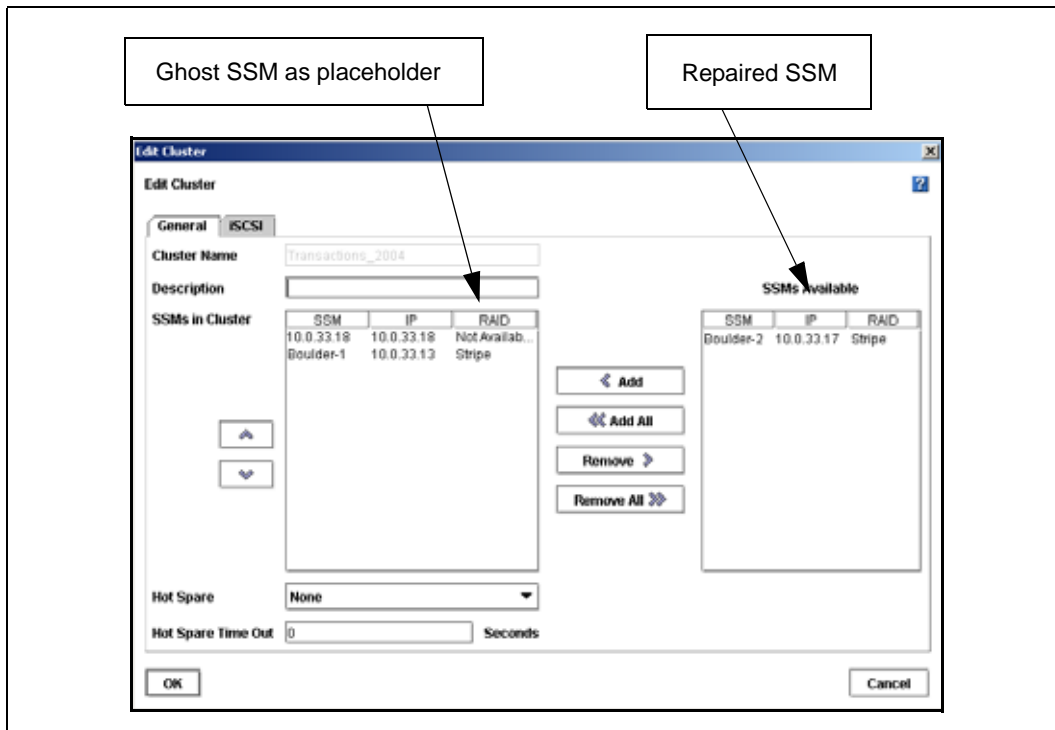 Ghost SSM as placeholder
Repaired SSM
Edit Cluster
Edit Cluster
?
General iSCSI
Cluster Name Transactions_2004
Description
SSMs Available
SSMs in Cluster
SSM IP RAID
10.0.33.18 10.0.33.18 Not Availab...
Boulder-1 10.0.33.13 Stripe
SSM IP RAID
Boulder-2 10.0.33.17 Stripe
Add
Add All
Remove
Remove All
Hot Spare None
Hot Spare Time Out 0 Seconds
OK Cancel